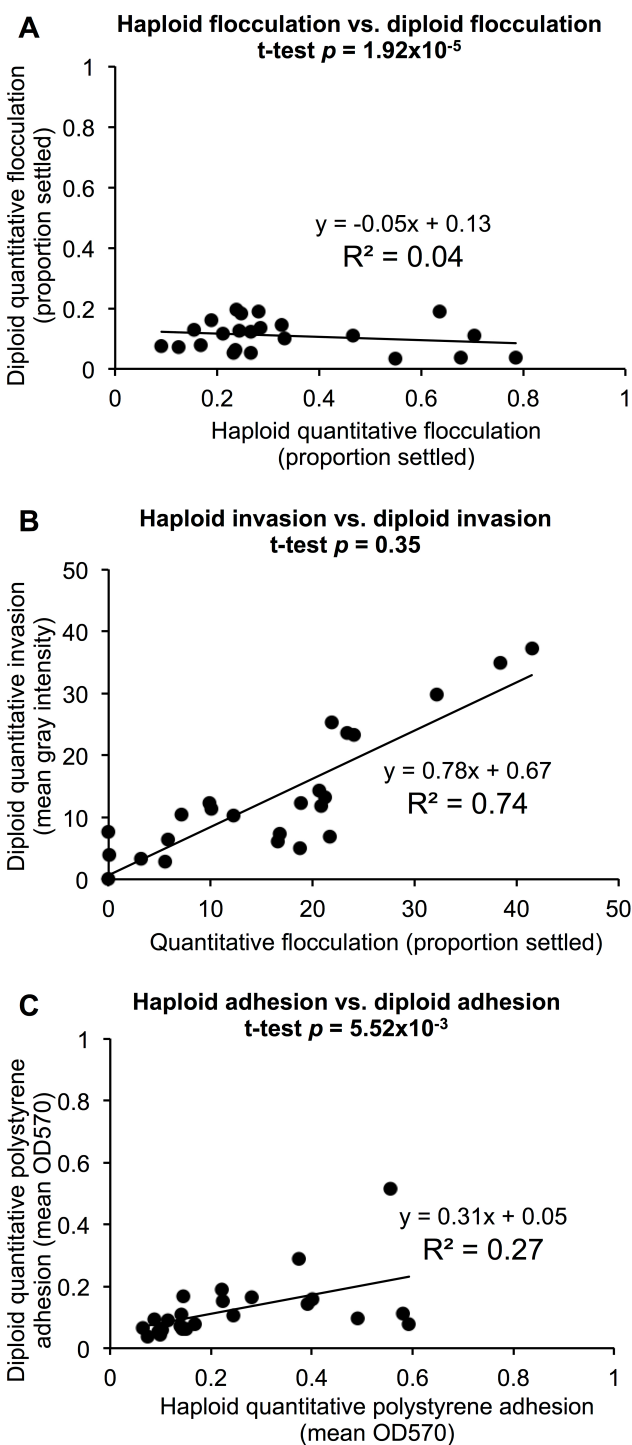 A
Haploid flocculation vs. diploid flocculation
t-test p = 1.92x10-5
Diploid quantitative flocculation
(proportion settled)
1
0.8
0.6
0.4
0.2
0
y = -0.05x + 0.13
R² = 0.04
0 0.2 0.4 0.6 0.8 1
Haploid quantitative flocculation
(proportion settled)
B
Haploid invasion vs. diploid invasion
t-test p = 0.35
Diploid quantitative invasion
(mean gray intensity)
50
40
30
20
10
0
y = 0.78x + 0.67
R² = 0.74
0 10 20 30 40 50
Quantitative flocculation (proportion settled)
C
Haploid adhesion vs. diploid adhesion
t-test p = 5.52x10-3
Diploid quantitative polystyrene
adhesion (mean OD570)
1
0.8
0.6
0.4
0.2
0
y = 0.31x + 0.05
R² = 0.27
0 0.2 0.4 0.6 0.8 1
Haploid quantitative polystyrene adhesion
(mean OD570)